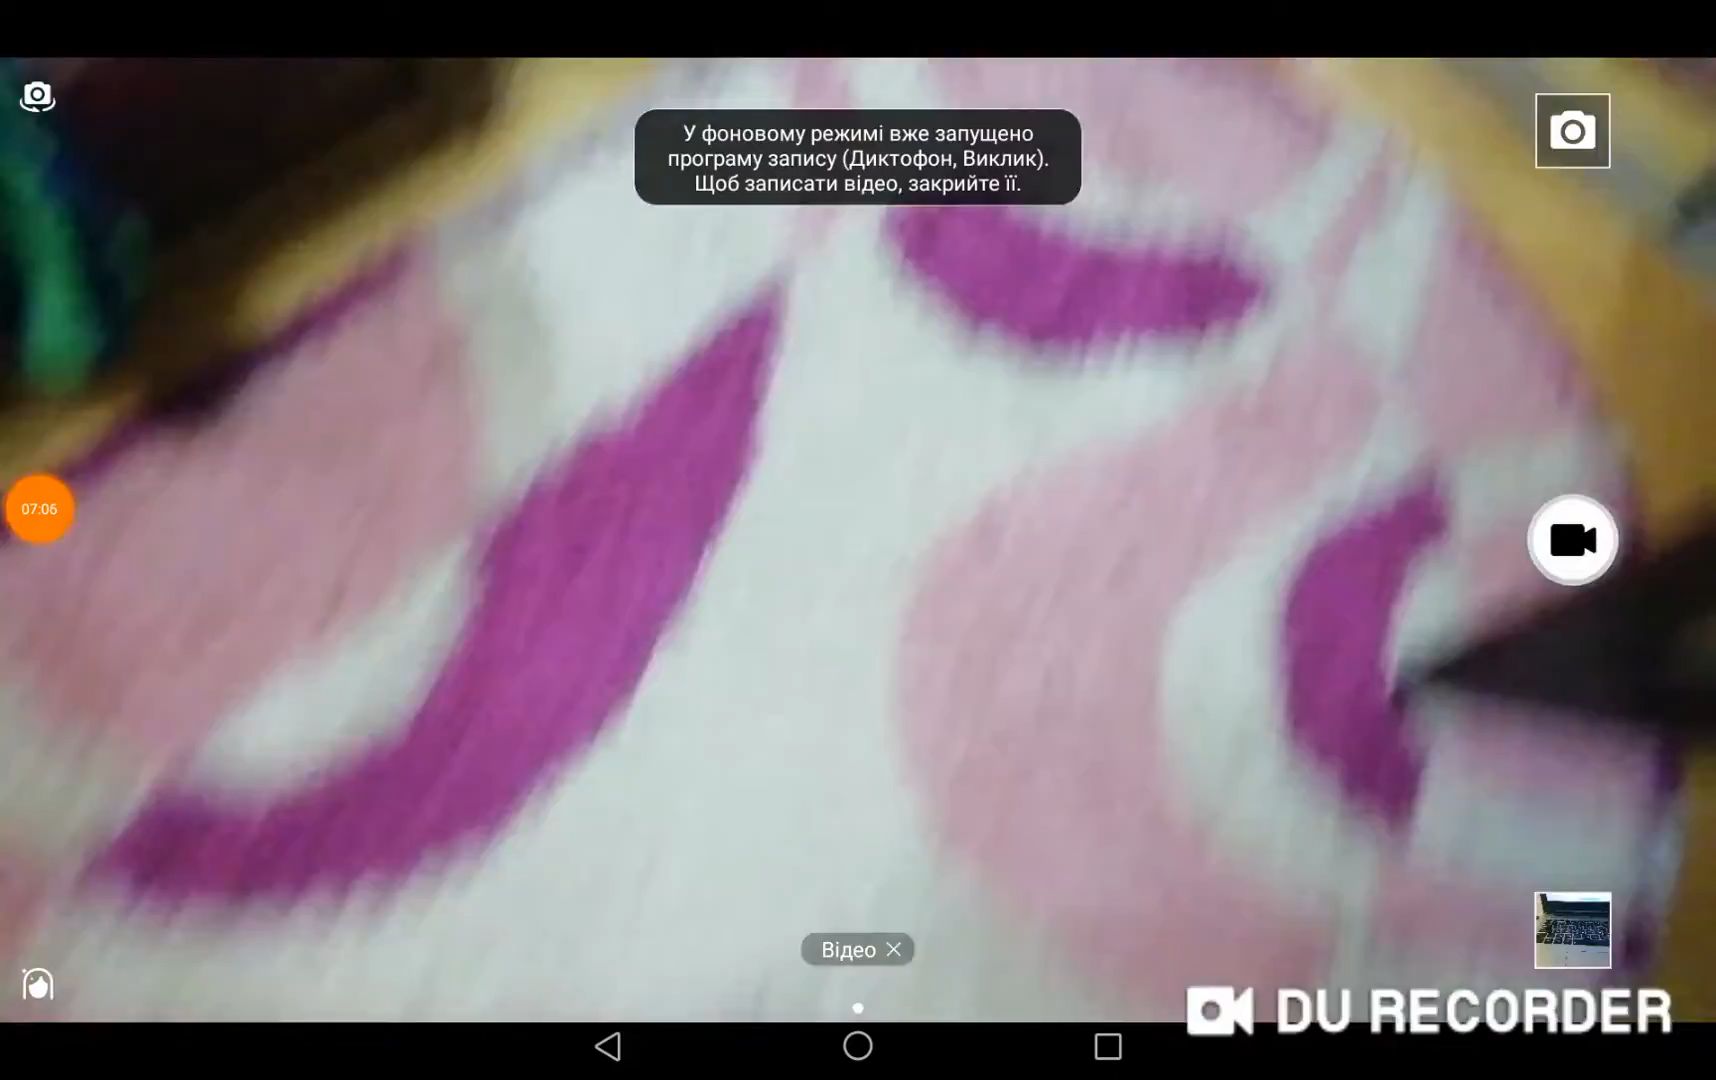 У фоновому режимі вже запущено
програму запису (Диктофон, Виклик).
Щоб записати відео, закрийте її.
07:06
Відео
DU RECORDER